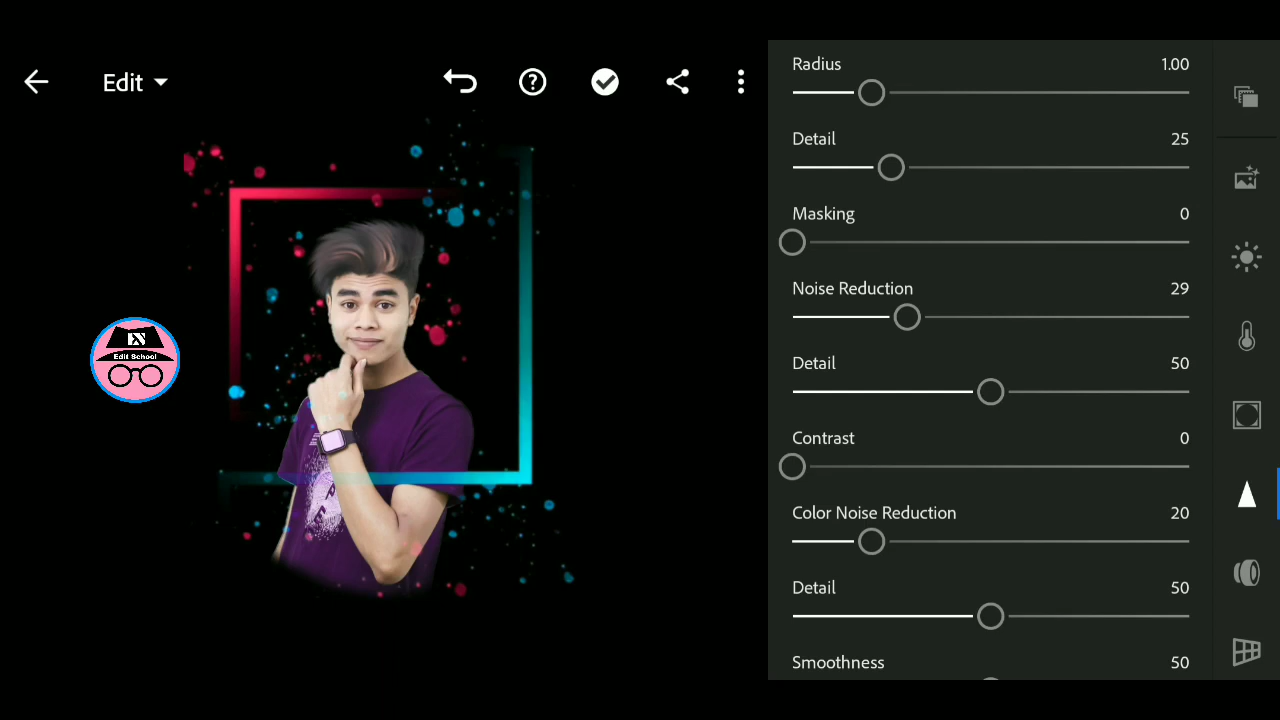 Edit
Radius 1.00
Detail 25
Masking 0
Noise Reduction 29
Detail 50
Contrast 0
Color Noise Reduction 20
Detail 50
Smoothness 50
Edit School